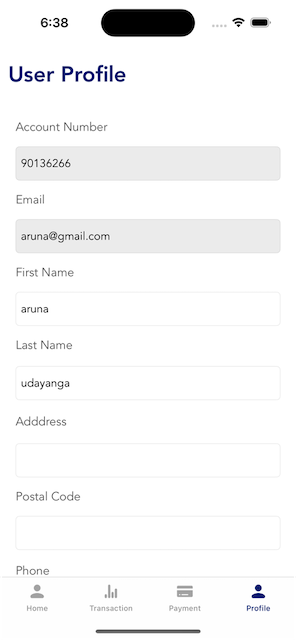 6:38
User Profile
Account Number
90136266
Email
aruna@gmail.com
First Name
aruna
Last Name
udayanga
Adddress
Postal Code
Phone
Home Transaction Payment Profile